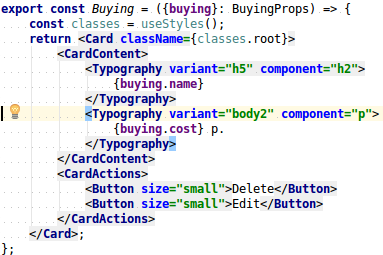 export const Buying = ({buying}: BuyingProps) => {
    const classes = useStyles();
    return <Card className={classes.root}>
        <CardContent>
            <Typography variant="h5" component="h2">
                {buying.name}
            </Typography>
            <Typography variant="body2" component="p">
                {buying.cost} р.
            </Typography>
        </CardContent>
        <CardActions>
            <Button size="small">Delete</Button>
            <Button size="small">Edit</Button>
        </CardActions>
    </Card>;
};